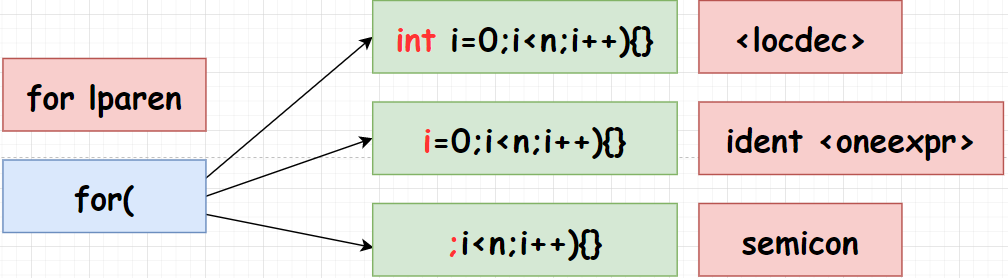 int i=0;i<n;i++){}
<locdec>
for lparen
i=0;i<n;i++){}
ident <oneexpr>
for(
;i<n;i++){}
semicon